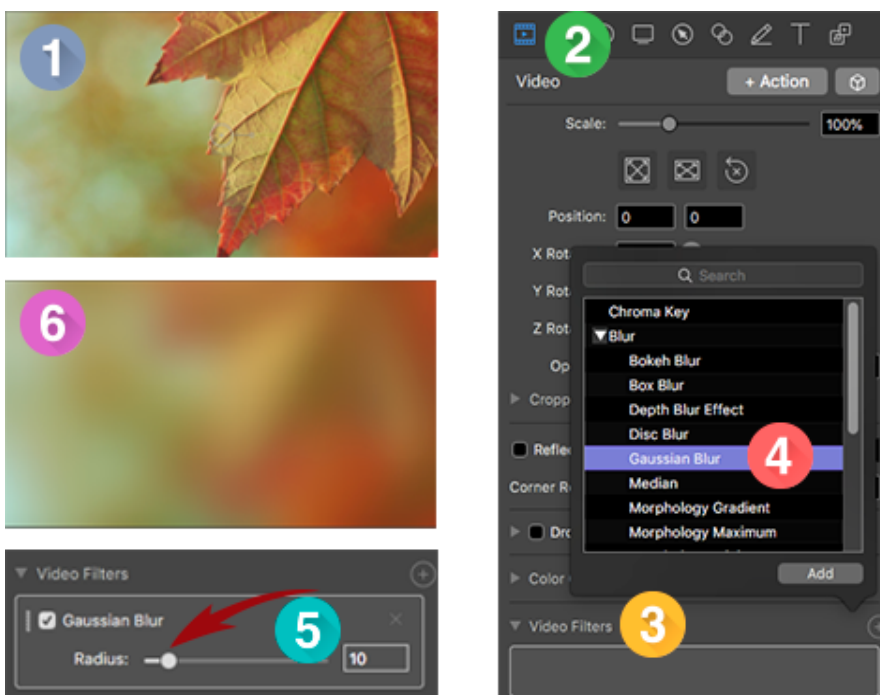 1
6
Video Filters
Gaussian Blur
5
Radius:
10
2
T
Video
+ Action
Scale:
100%
Position: 0 0
X Rot
Y Rot
Z Rot
Op
Cropp
Refle
Corner R
Dro
Color
Search
Chroma Key
Blur
Bokeh Blur
Box Blur
Depth Blur Effect
Disc Blur
Gaussian Blur
4
Median
Morphology Gradient
Morphology Maximum
Add
Video Filters
3